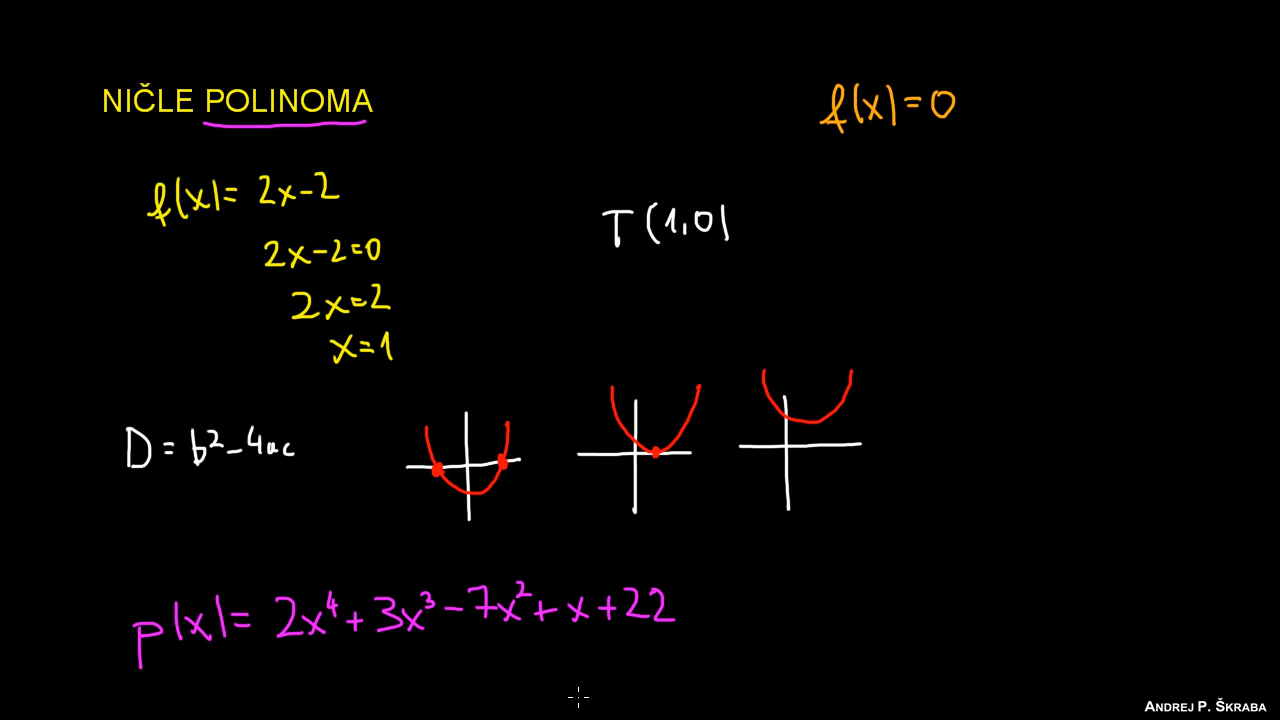 NIČLE POLINOMA
f(x)=0
f(x)= 2x-2
T(1,0)
2x-2=0
2x=2
x=1
D = b²-4ac
p(x)= 2x⁴+3x³-7x²+x+22
ANDREJ P. ŠKRABA